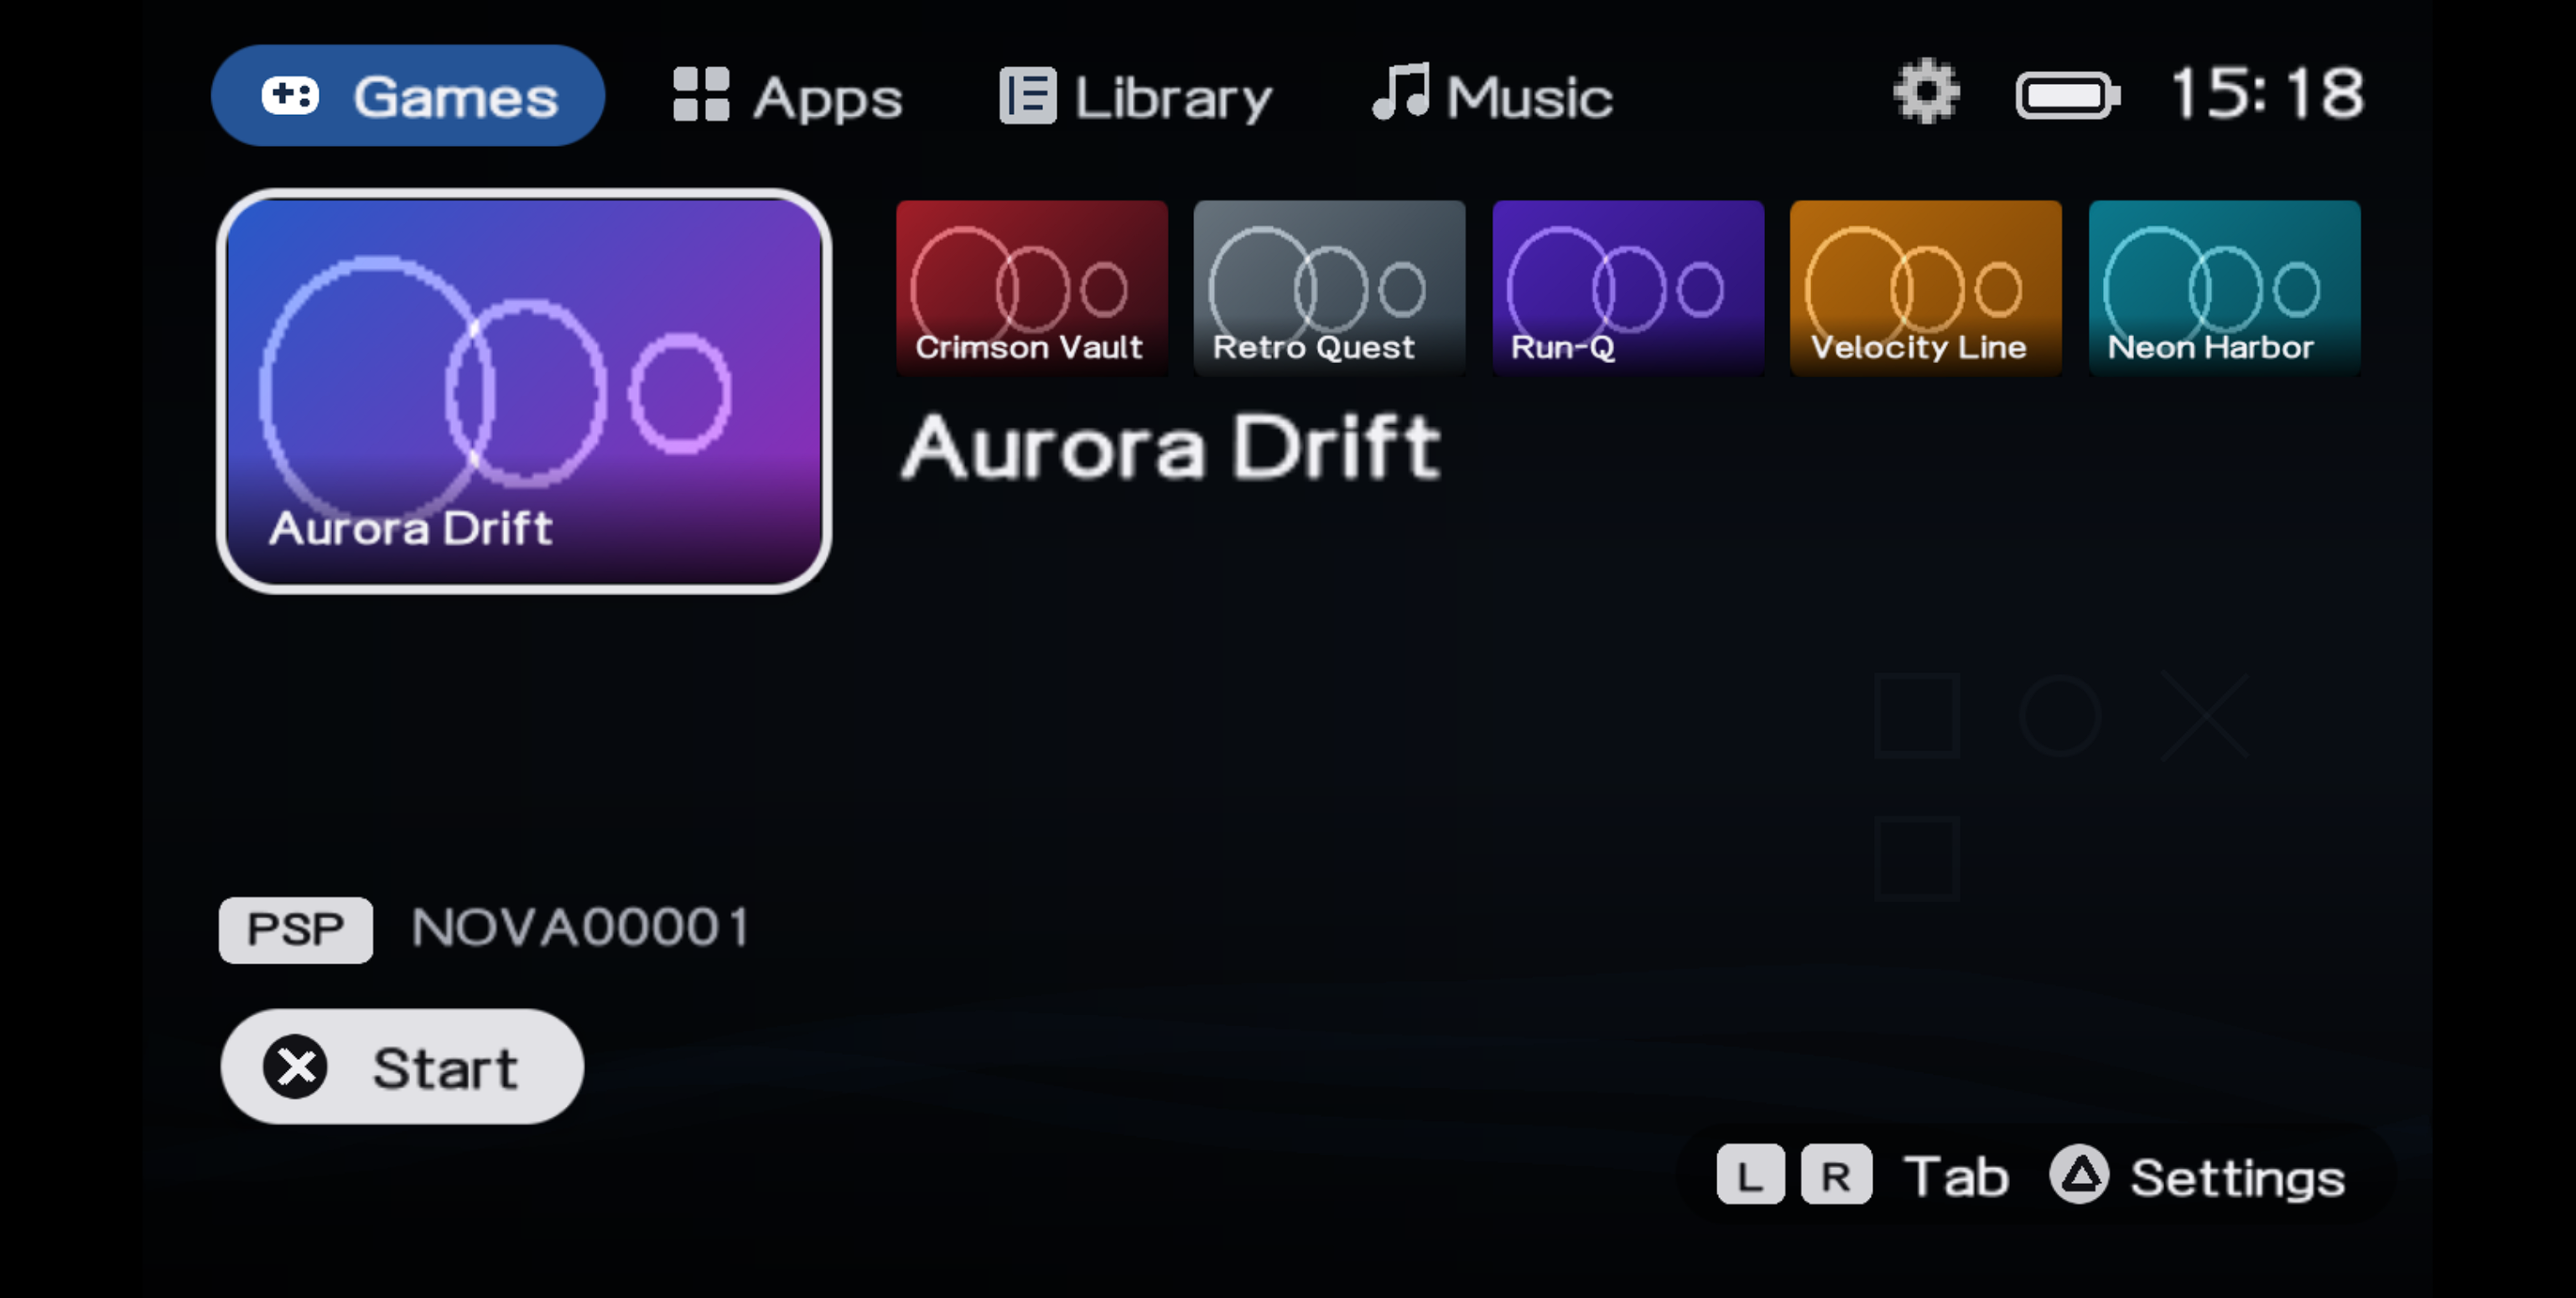 Games Apps Library Music 15:18
Crimson Vault Retro Quest Run-Q Velocity Line Neon Harbor
Aurora Drift
Aurora Drift
PSP NOVA00001
Start
L R Tab Settings